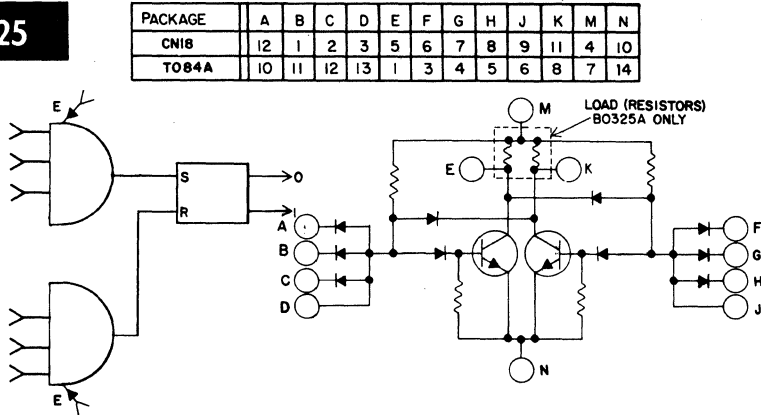 25
PACKAGE A B C D E F G H J K M N
CN18 12 1 2 3 5 6 7 8 9 11 4 10
TO84A 10 11 12 13 1 3 4 5 6 8 7 14
E
S
R
0
1
E
M
LOAD (RESISTORS)
BO325A ONLY
E
K
A
B
C
D
F
G
H
J
N